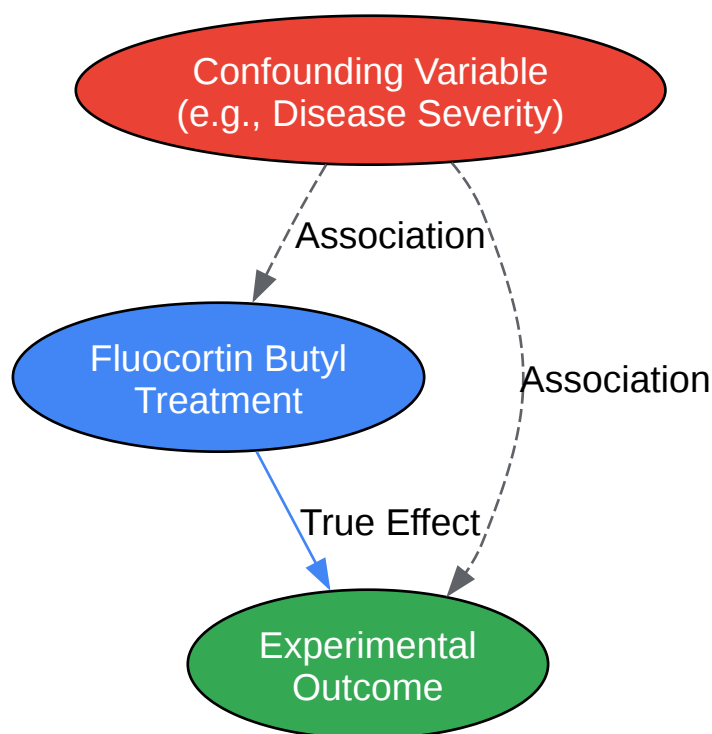 Confounding Variable
(e.g., Disease Severity)
Association
Fluocortin Butyl
Treatment
Association
True Effect
Experimental
Outcome